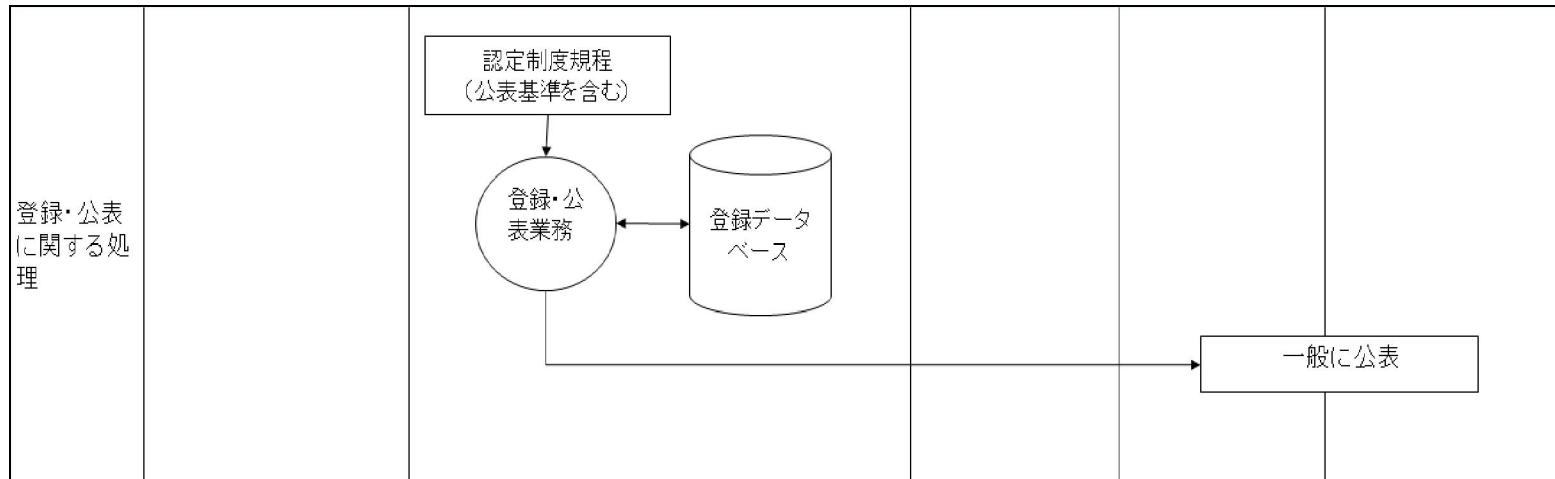 認定制度規程
（公表基準を含む）
登録・公
表業務
登録データ
ベース
登録・公表
に関する処
理
一般に公表